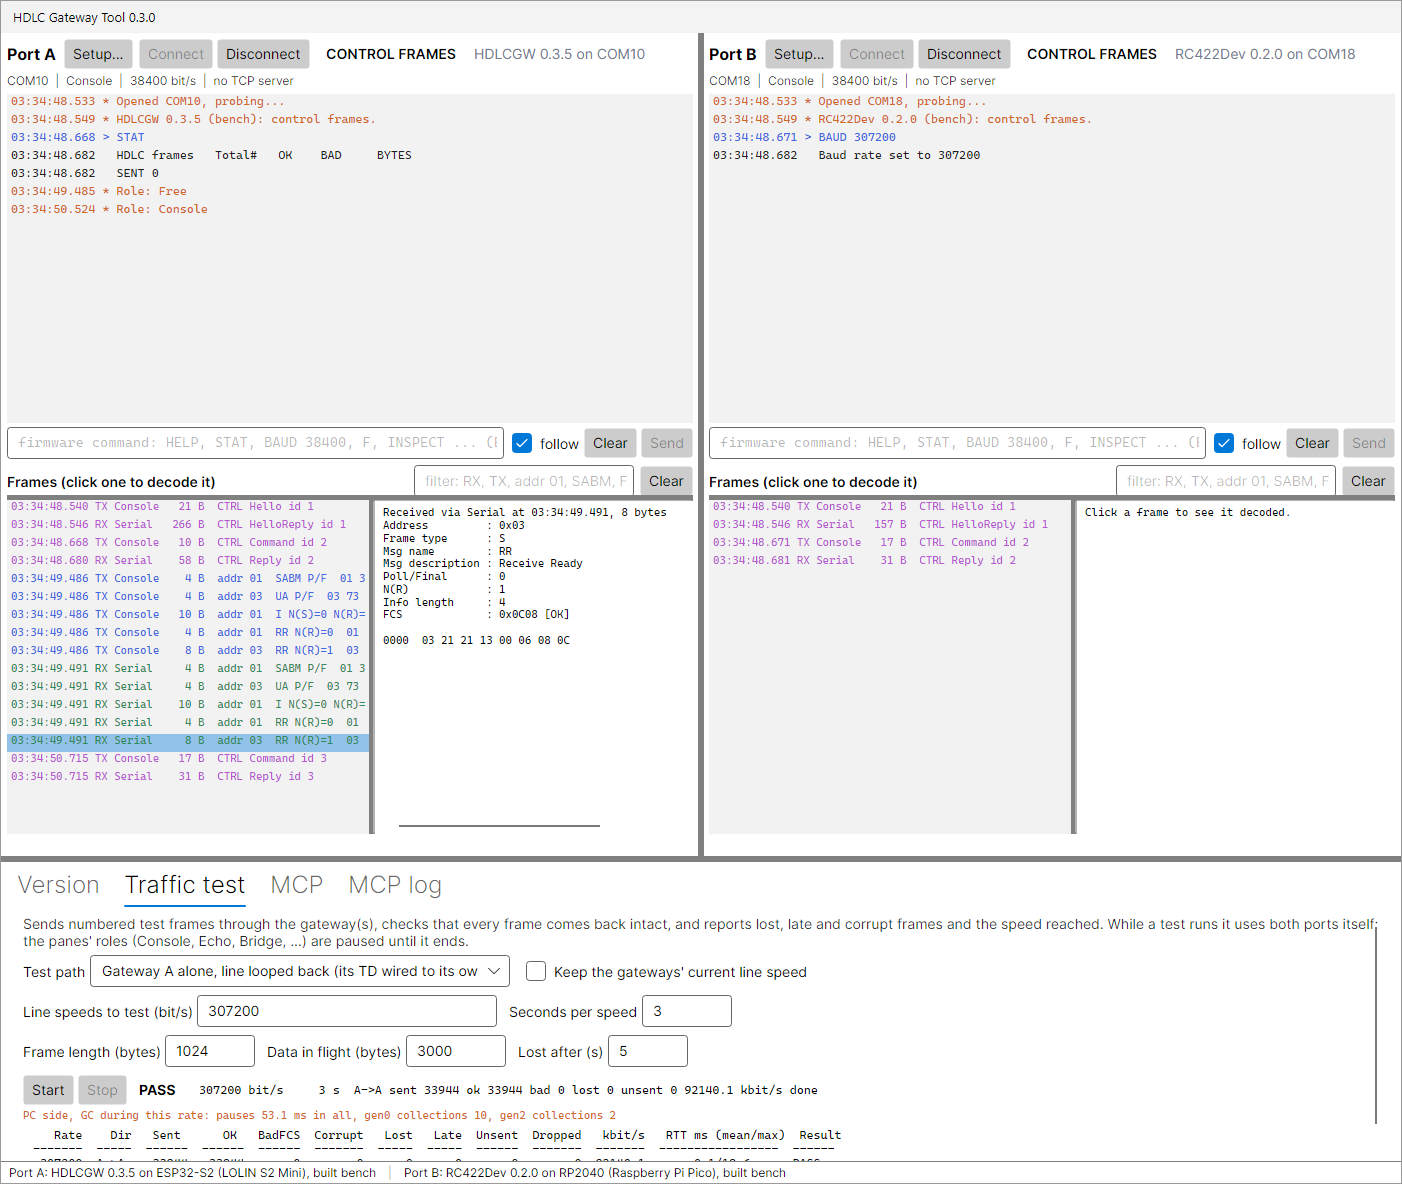 HDLC Gateway Tool 0.3.0
Port A Setup... Connect Disconnect CONTROL FRAMES HDLCGW 0.3.5 on COM10
COM10 | Console | 38400 bit/s | no TCP server
03:34:48.533 * Opened COM10, probing...
03:34:48.549 * HDLCGW 0.3.5 (bench): control frames.
03:34:48.668 > STAT
03:34:48.682 HDLC frames Total# OK BAD BYTES
03:34:48.682 SENT 0
03:34:49.485 * Role: Free
03:34:50.524 * Role: Console
firmware command: HELP, STAT, BAUD 38400, F, INSPECT ... (E
follow Clear Send
Frames (click one to decode it) filter: RX, TX, addr 01, SABM, F Clear
03:34:48.540 TX Console 21 B CTRL Hello id 1
03:34:48.546 RX Serial 266 B CTRL HelloReply id 1
03:34:48.668 TX Console 10 B CTRL Command id 2
03:34:48.680 RX Serial 58 B CTRL Reply id 2
03:34:49.486 TX Console 4 B addr 01 SABM P/F 01 3
03:34:49.486 TX Console 4 B addr 03 UA P/F 03 73
03:34:49.486 TX Console 10 B addr 01 I N(S)=0 N(R)=
03:34:49.486 TX Console 4 B addr 01 RR N(R)=0 01
03:34:49.486 TX Console 8 B addr 03 RR N(R)=1 03
03:34:49.491 RX Serial 4 B addr 01 SABM P/F 01 3
03:34:49.491 RX Serial 4 B addr 03 UA P/F 03 73
03:34:49.491 RX Serial 10 B addr 01 I N(S)=0 N(R)=
03:34:49.491 RX Serial 4 B addr 01 RR N(R)=0 01
03:34:49.491 RX Serial 8 B addr 03 RR N(R)=1 03
03:34:50.715 TX Console 17 B CTRL Command id 3
03:34:50.715 RX Serial 31 B CTRL Reply id 3
Received via Serial at 03:34:49.491, 8 bytes
Address : 0x03
Frame type : S
Msg name : RR
Msg description : Receive Ready
Poll/Final : 0
N(R) : 1
Info length : 4
FCS : 0x0C08 [OK]
0000 03 21 21 13 00 06 08 0C
Port B Setup... Connect Disconnect CONTROL FRAMES RC422Dev 0.2.0 on COM18
COM18 | Console | 38400 bit/s | no TCP server
03:34:48.533 * Opened COM18, probing...
03:34:48.549 * RC422Dev 0.2.0 (bench): control frames.
03:34:48.671 > BAUD 307200
03:34:48.682 Baud rate set to 307200
firmware command: HELP, STAT, BAUD 38400, F, INSPECT ... (E
follow Clear Send
Frames (click one to decode it) filter: RX, TX, addr 01, SABM, F Clear
03:34:48.540 TX Console 21 B CTRL Hello id 1
03:34:48.546 RX Serial 157 B CTRL HelloReply id 1
03:34:48.671 TX Console 17 B CTRL Command id 2
03:34:48.681 RX Serial 31 B CTRL Reply id 2
Click a frame to see it decoded.
Version Traffic test MCP MCP log
Sends numbered test frames through the gateway(s), checks that every frame comes back intact, and reports lost, late and corrupt frames and the speed reached. While a test runs it uses both ports itself;
the panes' roles (Console, Echo, Bridge, ...) are paused until it ends.
Test path Gateway A alone, line looped back (its TD wired to its ow Keep the gateways' current line speed
Line speeds to test (bit/s) 307200 Seconds per speed 3
Frame length (bytes) 1024 Data in flight (bytes) 3000 Lost after (s) 5
Start Stop PASS 307200 bit/s 3 s A->A sent 33944 ok 33944 bad 0 lost 0 unsent 0 92140.1 kbit/s done
PC side, GC during this rate: pauses 53.1 ms in all, gen0 collections 10, gen2 collections 2
Rate Dir Sent OK BadFCS Corrupt Lost Late Unsent Dropped kbit/s RTT ms (mean/max) Result
Port A: HDLCGW 0.3.5 on ESP32-S2 (LOLIN S2 Mini), built bench | Port B: RC422Dev 0.2.0 on RP2040 (Raspberry Pi Pico), built bench